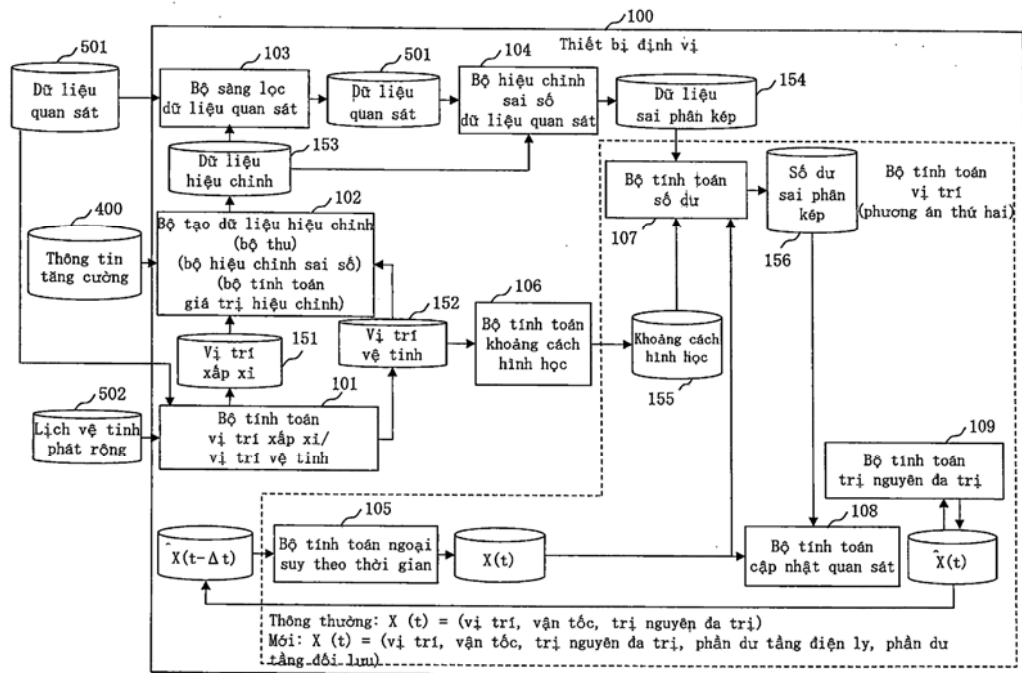 100
Thiết bị định vị
501
Dữ liệu
quan sát
103
Bộ sàng lọc
dữ liệu quan sát
501
Dữ liệu
quan sát
104
Bộ hiệu chỉnh
sai số
dữ liệu quan sát
154
Dữ liệu
sai phân kép
153
Dữ liệu
hiệu chỉnh
Bộ tính toán
số dư
107
Số dư
sai phân
kép
156
Bộ tính toán
vị trí
(phương án thứ hai)
400
Thông tin
tăng cường
102
Bộ tạo dữ liệu hiệu chỉnh
(bộ thu)
(bộ hiệu chỉnh sai số)
(bộ tính toán
giá trị hiệu chỉnh)
152
Vị trí
vệ tinh
106
Bộ tính toán
khoảng cách
hình học
Khoảng cách
hình học
155
151
Vị trí
xấp xỉ
502
Lịch vệ tinh
phát rộng
101
Bộ tính toán
vị trí xấp xỉ/
vị trí vệ tinh
109
Bộ tính toán
trị nguyên đa trị
X̂(t-Δt)
105
Bộ tính toán ngoại
suy theo thời gian
X(t)
108
Bộ tính toán
cập nhật quan sát
X̂(t)
Thông thường: X (t) = (vị trí, vận tốc, trị nguyên đa trị)
Mới: X (t) = (vị trí, vận tốc, trị nguyên đa trị, phần dư tầng điện ly, phần dư
tầng đối lưu)